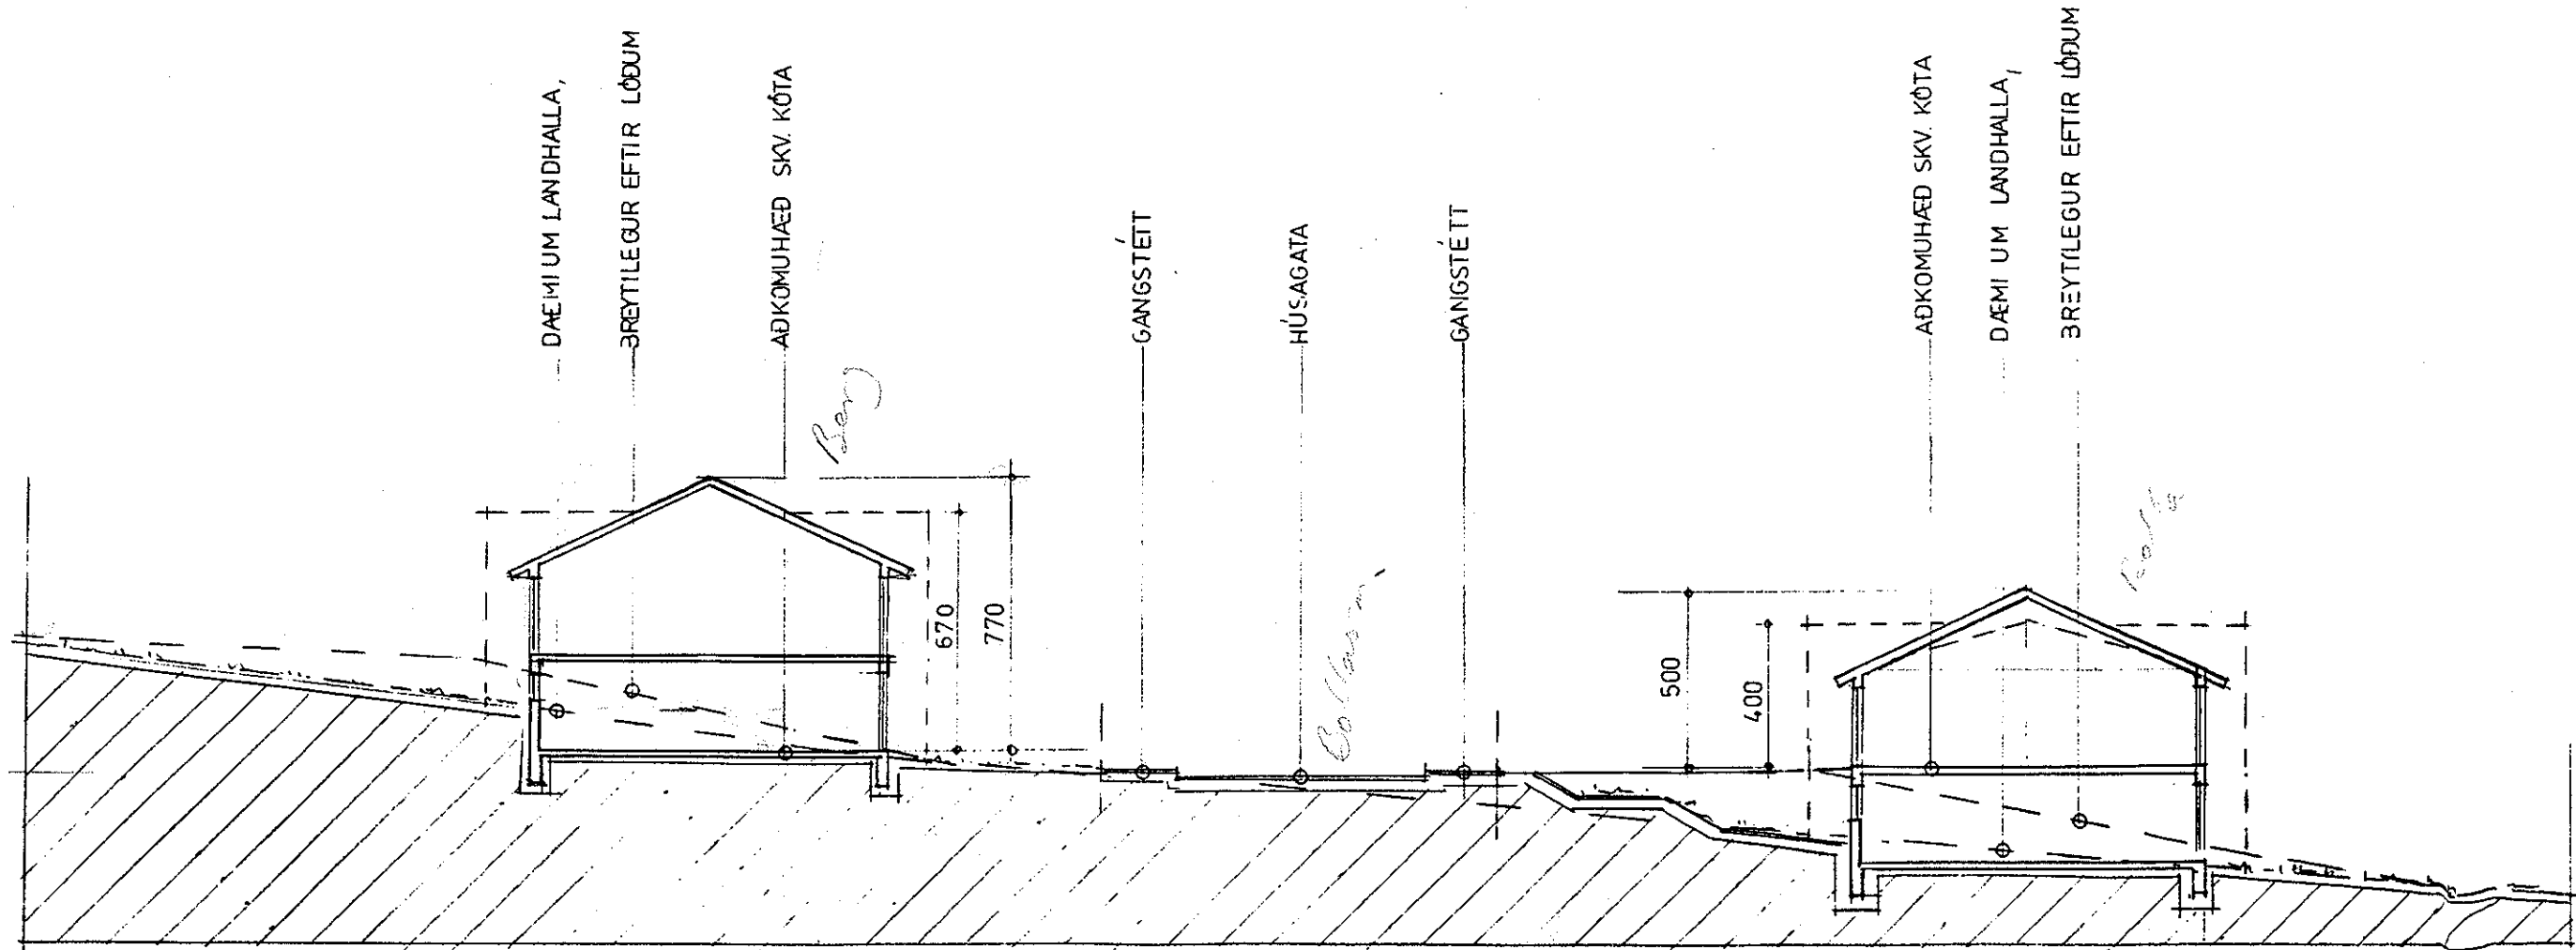 DÆMI UM LANDHALLA,
BREYTILEGUR EFTIR LÓÐUM
AÐKOMUHÆÐ SKV. KÓTA
GANGSTÉTT
HÚSAGATA
GANGSTÉTT
AÐKOMUHÆÐ SKV. KÓTA
DÆMI UM LANDHALLA,
BREYTILEGUR EFTIR LÓÐUM
Berg
670
770
500
400